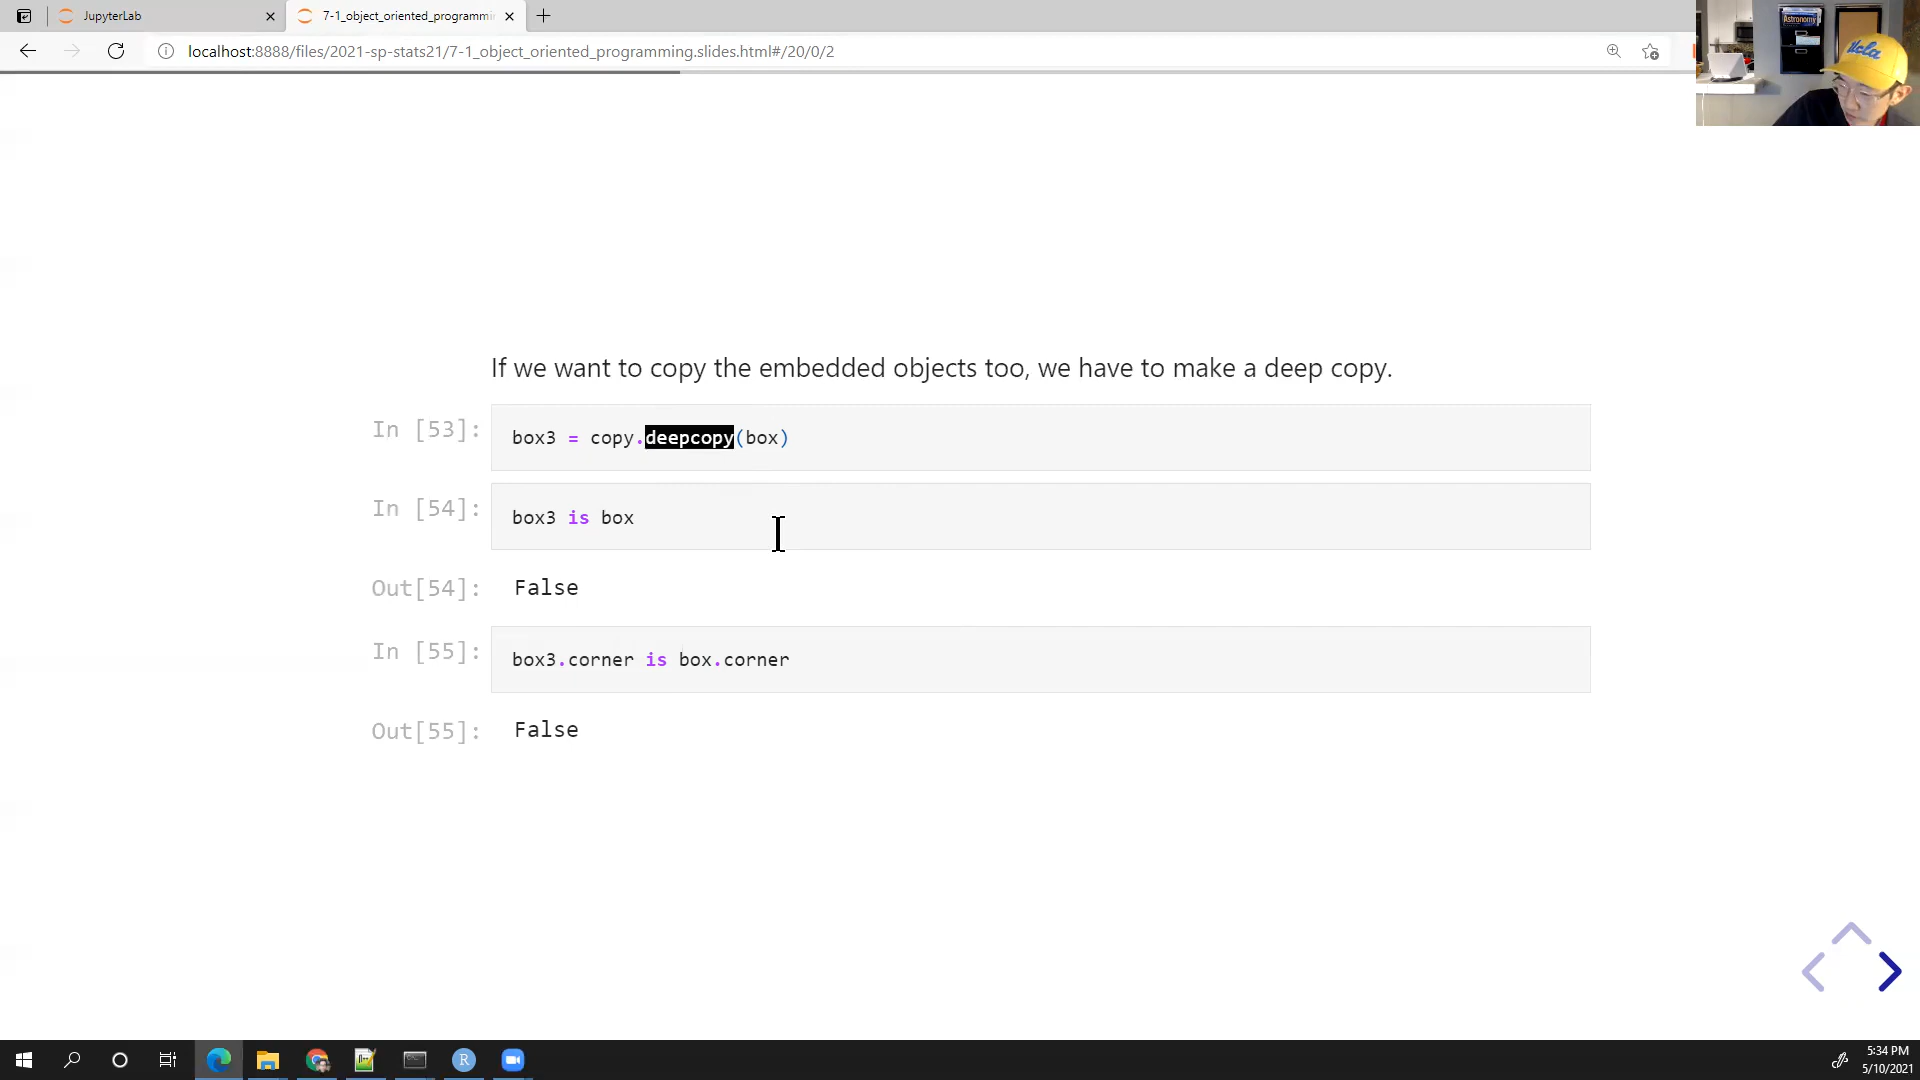 JupyterLab
7-1_object_oriented_programmin
localhost:8888/files/2021-sp-stats21/7-1_object_oriented_programming.slides.html#/20/0/2
Astronomy
ucla
If we want to copy the embedded objects too, we have to make a deep copy.
In [53]: box3 = copy.deepcopy(box)
In [54]: box3 is box
Out[54]: False
In [55]: box3.corner is box.corner
Out[55]: False
R
5:34 PM
5/10/2021